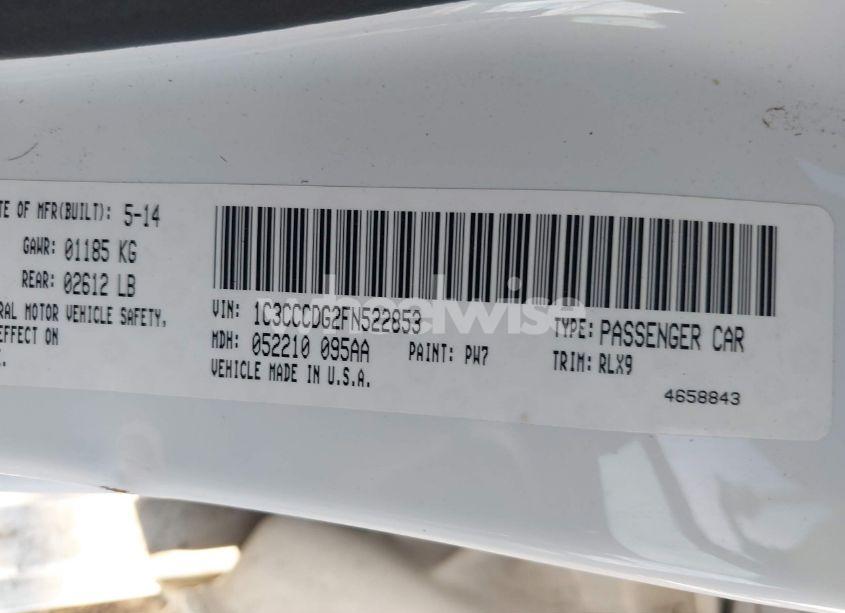 TE OF MFR(BUILT): 5-14
GAWR: 01185 KG
REAR: 02612 LB
RAL MOTOR VEHICLE SAFETY,
EFFECT ON
VIN: 1C3CCCDG2FN522853
MDH: 052210 095AA PAINT: PW7
VEHICLE MADE IN U.S.A.
TYPE: PASSENGER CAR
TRIM: RLX9
4658843
wheelwise